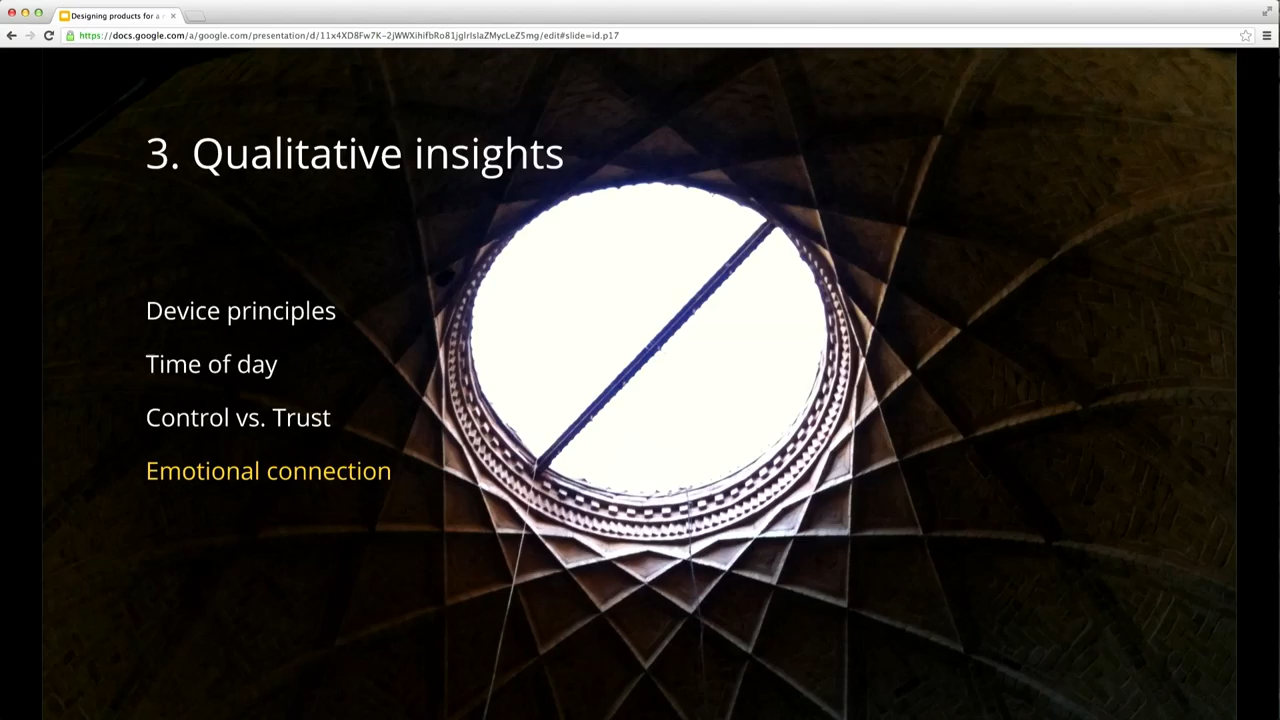 Designing products for a
https://docs.google.com/a/google.com/presentation/d/11x4XD8Fw7K-2jWWXihifbRo81jglrIslaZMycLeZ5mg/edit#slide=id.p17
3. Qualitative insights
Device principles
Time of day
Control vs. Trust
Emotional connection